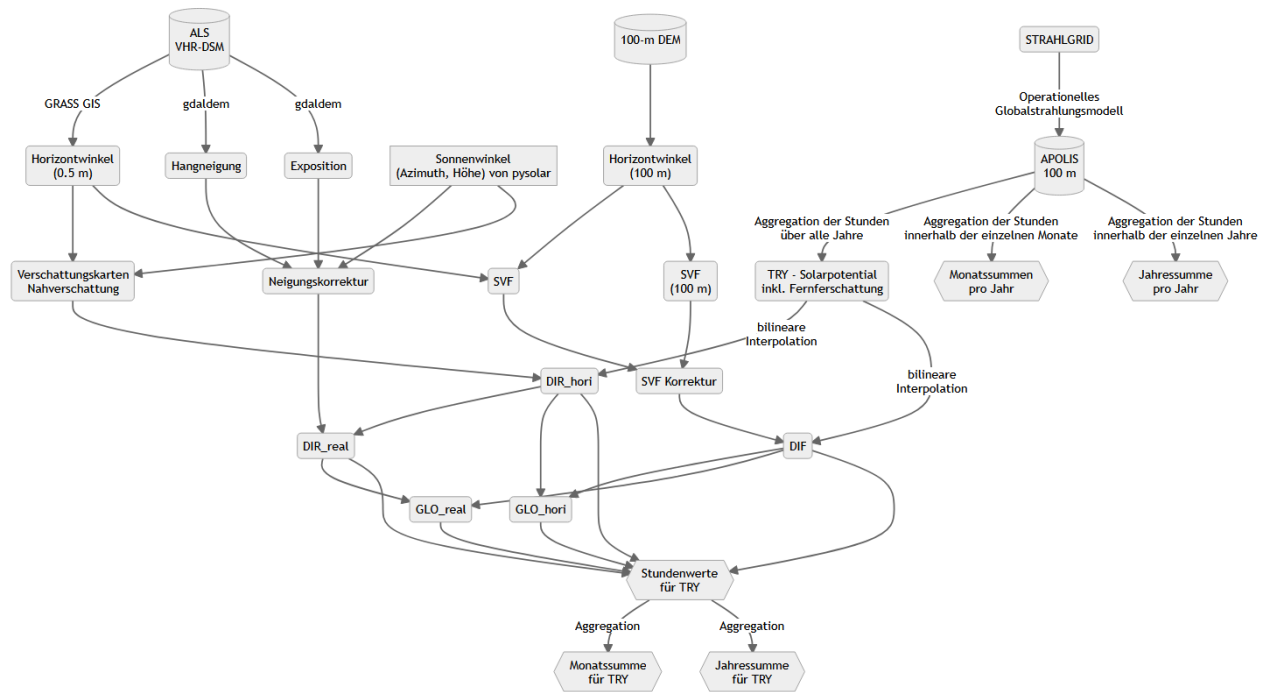 ALS
VHR-DSM
100-m DEM
STRAHLGRID
GRASS GIS
gdaldem
gdaldem
Operationelles
Globalstrahlungsmodell
Horizontwinkel
(0.5 m)
Hangneigung
Exposition
Sonnenwinkel
(Azimuth, Höhe) von pysolar
Horizontwinkel
(100 m)
APOLIS
100 m
Aggregation der Stunden
über alle Jahre
Aggregation der Stunden
innerhalb der einzelnen Monate
Aggregation der Stunden
innerhalb der einzelnen Jahre
Verschattungskarten
Nahverschattung
Neigungskorrektur
SVF
SVF
(100 m)
TRY - Solarpotential
inkl. Fernferschattung
Monatssummen
pro Jahr
Jahressumme
pro Jahr
bilineare
Interpolation
DIR_hori
SVF Korrektur
bilineare
Interpolation
DIR_real
DIF
GLO_real
GLO_hori
Stundenwerte
für TRY
Aggregation
Aggregation
Monatssumme
für TRY
Jahressumme
für TRY